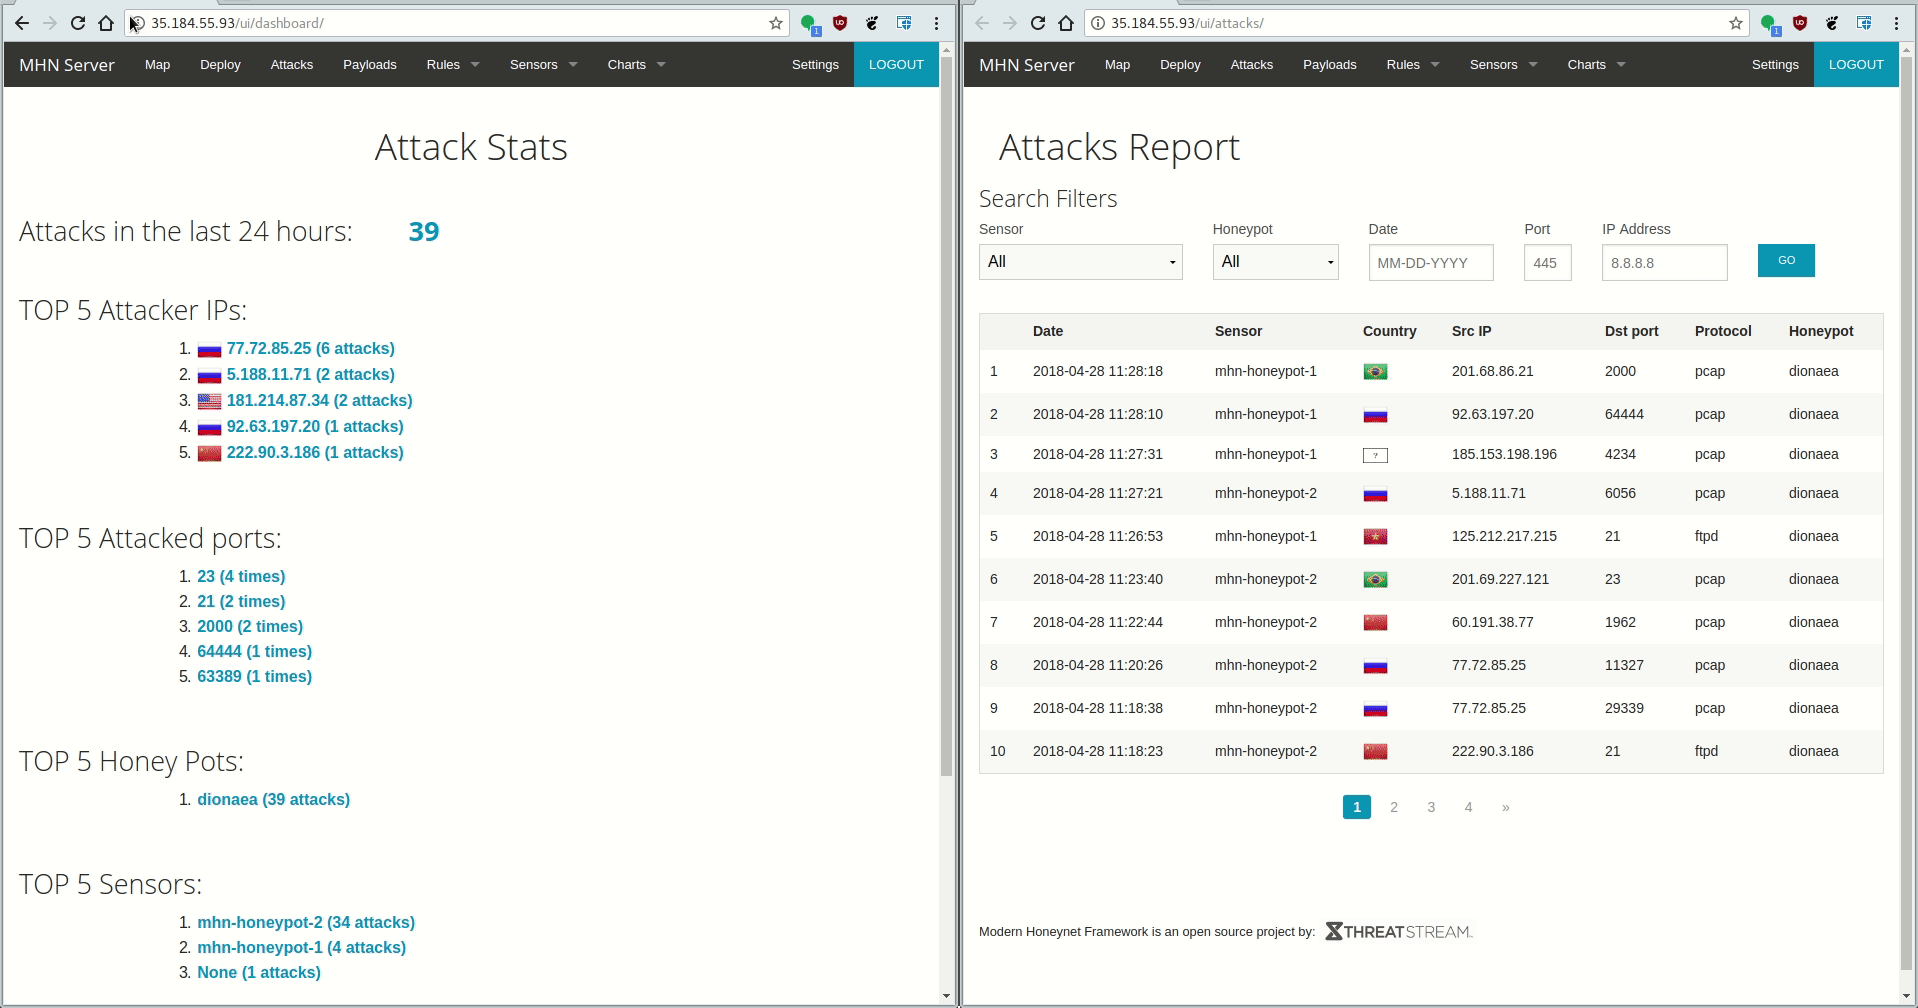 35.184.55.93/ui/dashboard/
1
MHN Server Map Deploy Attacks Payloads Rules Sensors Charts Settings LOGOUT
Attack Stats
Attacks in the last 24 hours: 39
TOP 5 Attacker IPs:
1. 77.72.85.25 (6 attacks)
2. 5.188.11.71 (2 attacks)
3. 181.214.87.34 (2 attacks)
4. 92.63.197.20 (1 attacks)
5. 222.90.3.186 (1 attacks)
TOP 5 Attacked ports:
1. 23 (4 times)
2. 21 (2 times)
3. 2000 (2 times)
4. 64444 (1 times)
5. 63389 (1 times)
TOP 5 Honey Pots:
1. dionaea (39 attacks)
TOP 5 Sensors:
1. mhn-honeypot-2 (34 attacks)
2. mhn-honeypot-1 (4 attacks)
3. None (1 attacks)
35.184.55.93/ui/attacks/
1
MHN Server Map Deploy Attacks Payloads Rules Sensors Charts Settings LOGOUT
Attacks Report
Search Filters
Sensor Honeypot Date Port IP Address
All All MM-DD-YYYY 445 8.8.8.8 GO
Date Sensor Country Src IP Dst port Protocol Honeypot
1 2018-04-28 11:28:18 mhn-honeypot-1 201.68.86.21 2000 pcap dionaea
2 2018-04-28 11:28:10 mhn-honeypot-1 92.63.197.20 64444 pcap dionaea
3 2018-04-28 11:27:31 mhn-honeypot-1 ? 185.153.198.196 4234 pcap dionaea
4 2018-04-28 11:27:21 mhn-honeypot-2 5.188.11.71 6056 pcap dionaea
5 2018-04-28 11:26:53 mhn-honeypot-1 125.212.217.215 21 ftpd dionaea
6 2018-04-28 11:23:40 mhn-honeypot-2 201.69.227.121 23 pcap dionaea
7 2018-04-28 11:22:44 mhn-honeypot-2 60.191.38.77 1962 pcap dionaea
8 2018-04-28 11:20:26 mhn-honeypot-2 77.72.85.25 11327 pcap dionaea
9 2018-04-28 11:18:38 mhn-honeypot-2 77.72.85.25 29339 pcap dionaea
10 2018-04-28 11:18:23 mhn-honeypot-2 222.90.3.186 21 ftpd dionaea
1 2 3 4 »
Modern Honeynet Framework is an open source project by: THREATSTREAM